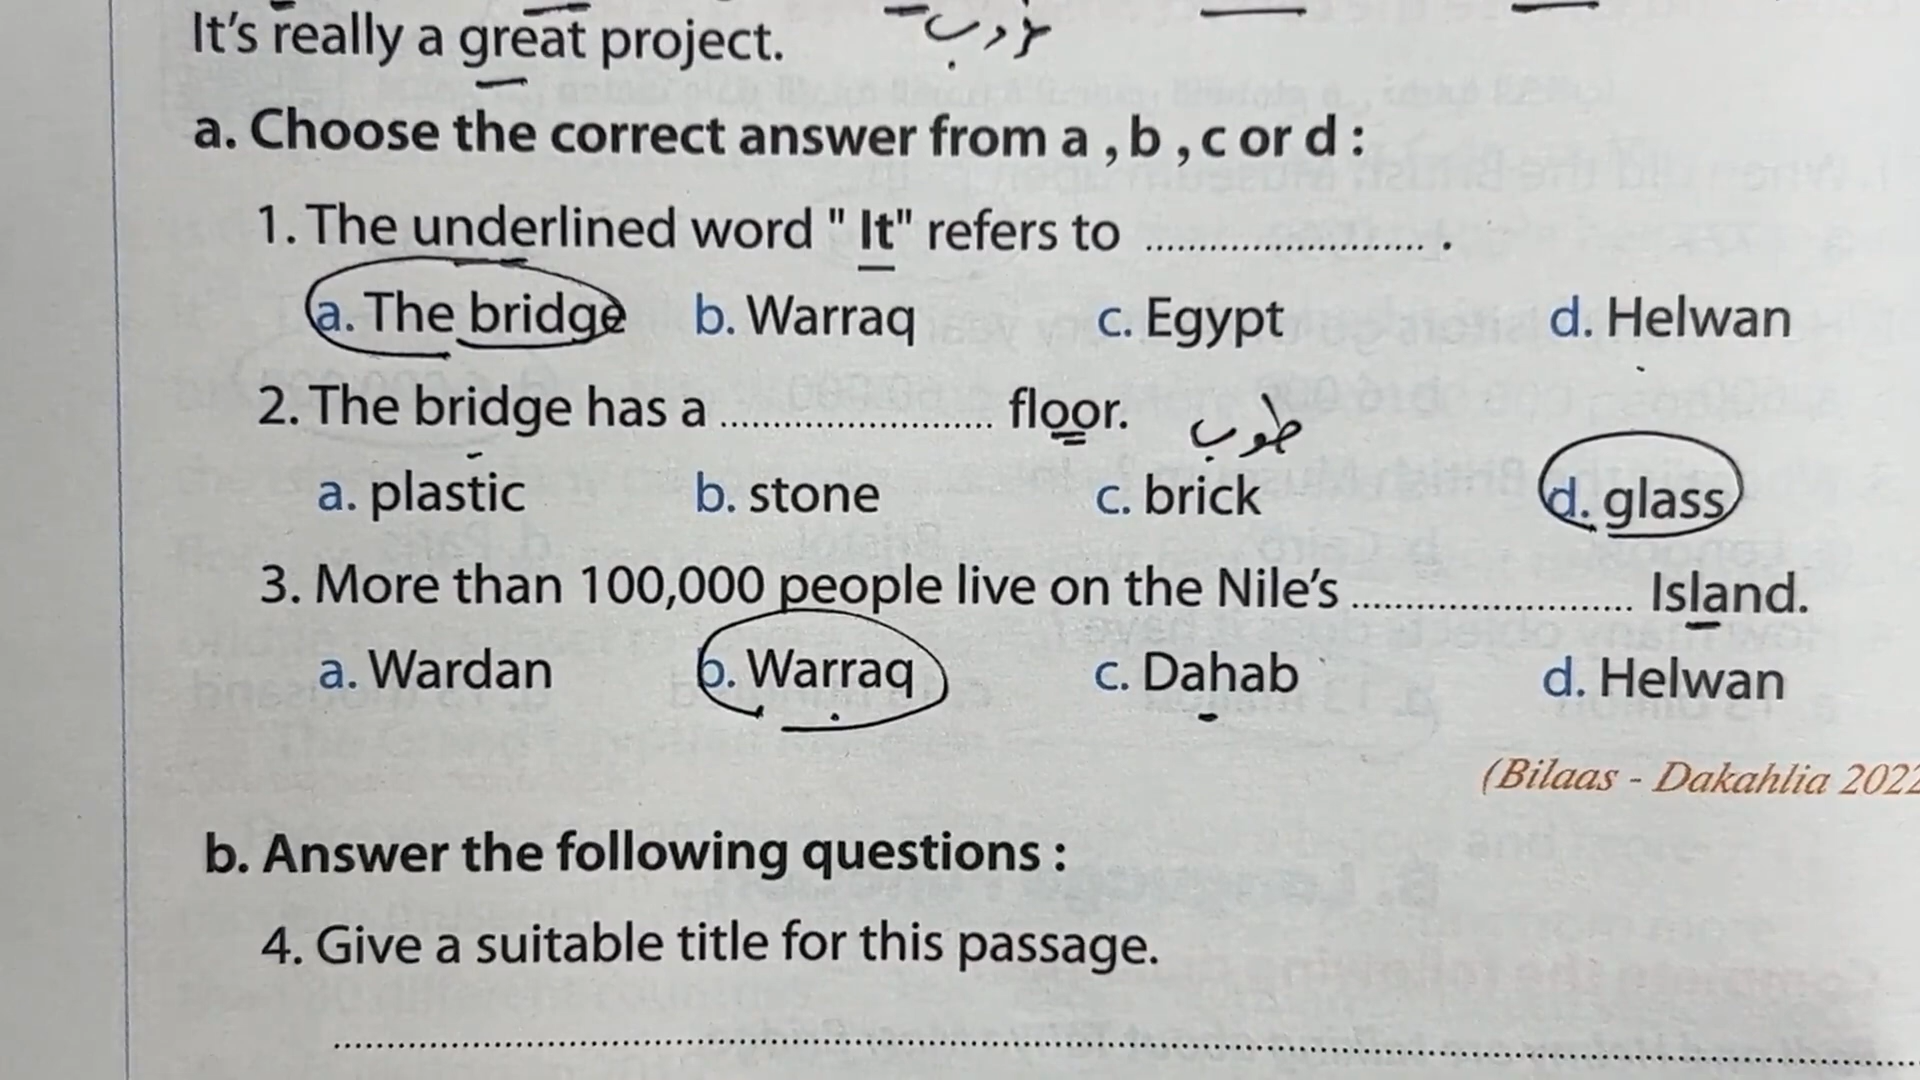 It's really a great project.
a. Choose the correct answer from a , b , c or d :
1. The underlined word " It" refers to .......................... .
a. The bridge b. Warraq c. Egypt d. Helwan
2. The bridge has a .......................... floor. طوب
a. plastic b. stone c. brick d. glass
3. More than 100,000 people live on the Nile's .......................... Island.
a. Wardan b. Warraq c. Dahab d. Helwan
(Bilaas - Dakahlia 2022
b. Answer the following questions :
4. Give a suitable title for this passage.